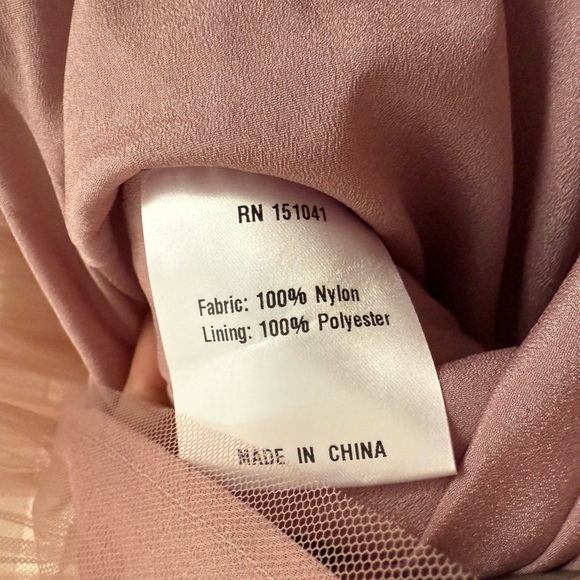 RN 151041
Fabric: 100% Nylon
Lining: 100% Polyester
MADE IN CHINA